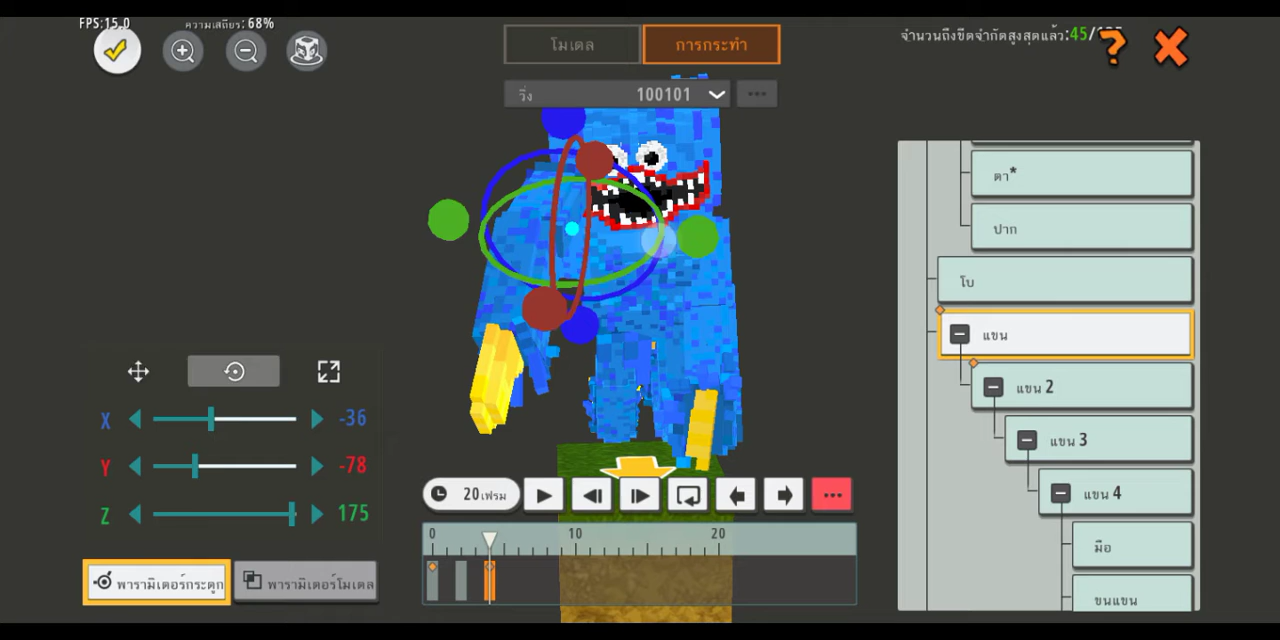 FPS:15.0
ความเสถียร: 68%
โมเดล
การกระทำ
จำนวนถึงขีดจำกัดสูงสุดแล้ว:45/
วิ่ง 100101
ตา*
ปาก
โบ
แขน
แขน 2
แขน 3
แขน 4
มือ
ขนแขน
X -36
Y -78
Z 175
20เฟรม
0 10 20
พารามิเตอร์กระดูก
พารามิเตอร์โมเดล